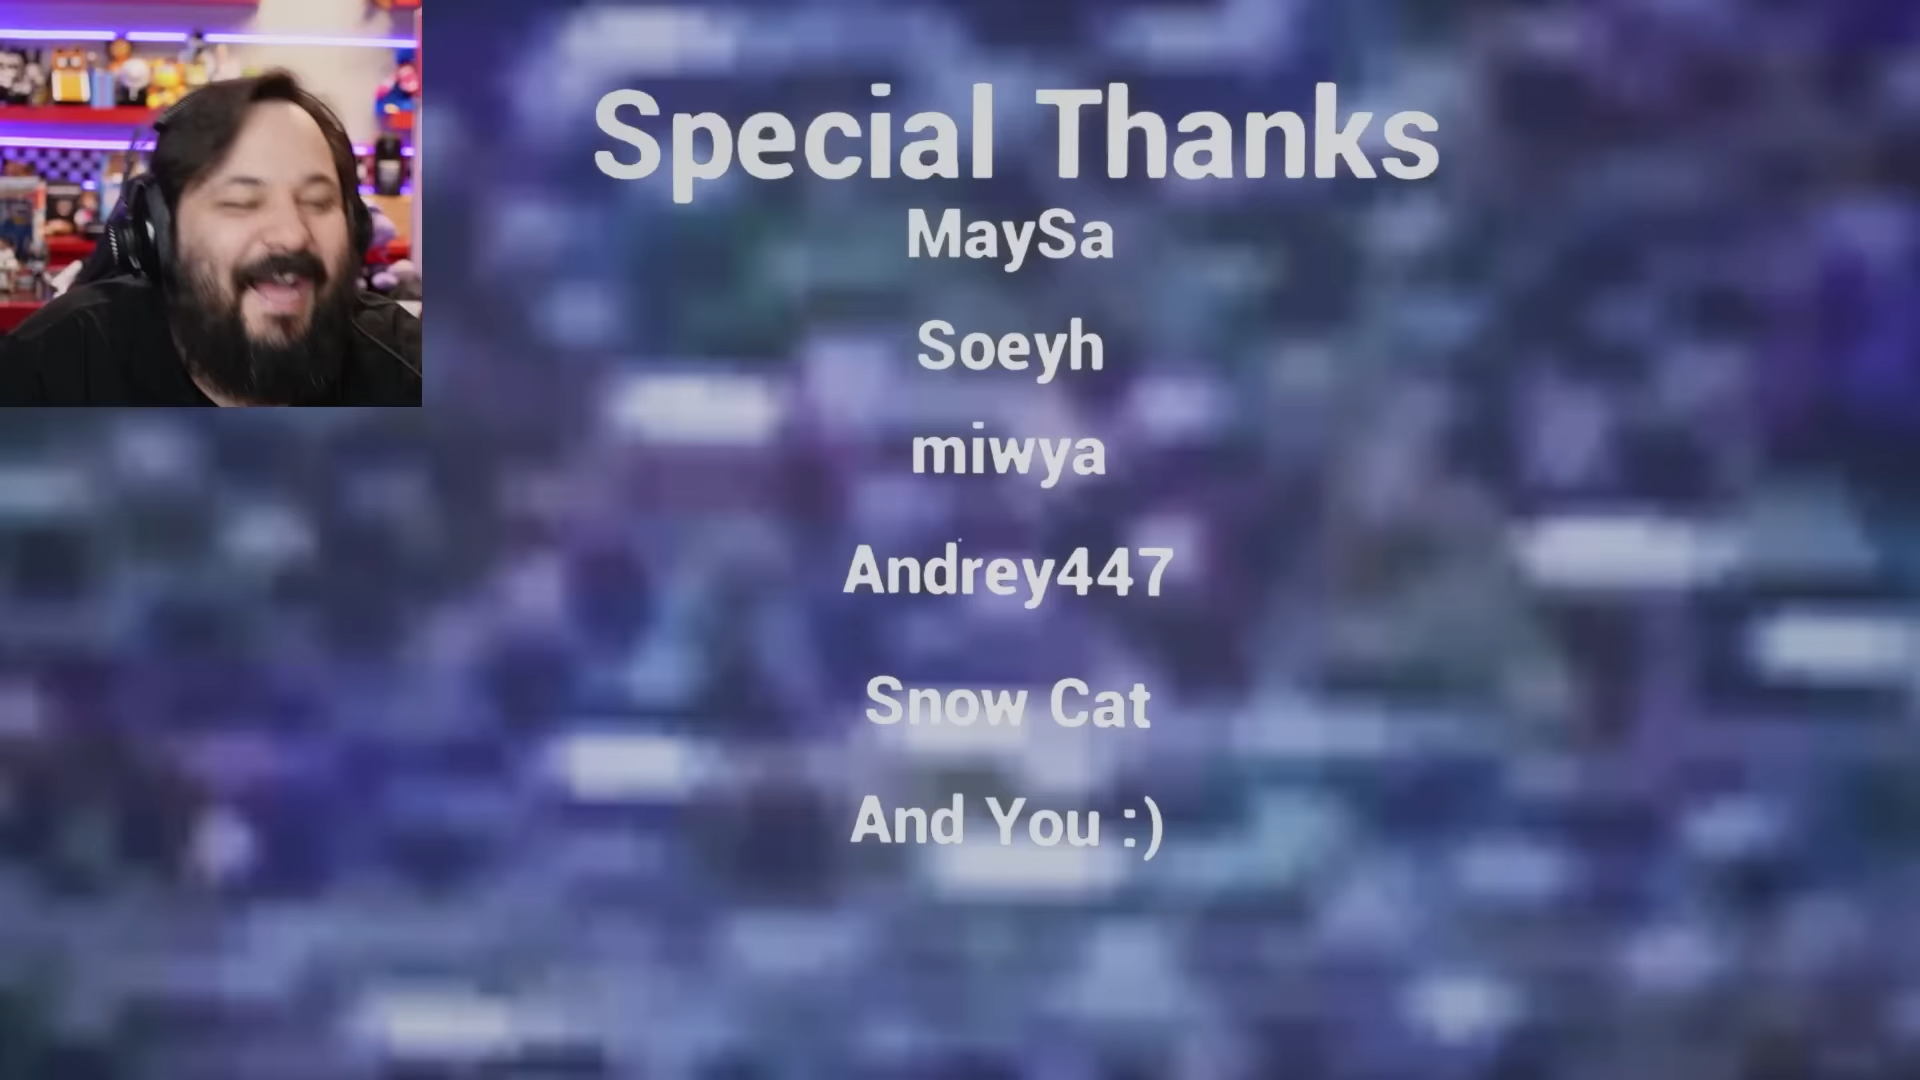 Special Thanks
MaySa
Soeyh
miwya
Andrey447
Snow Cat
And You :)